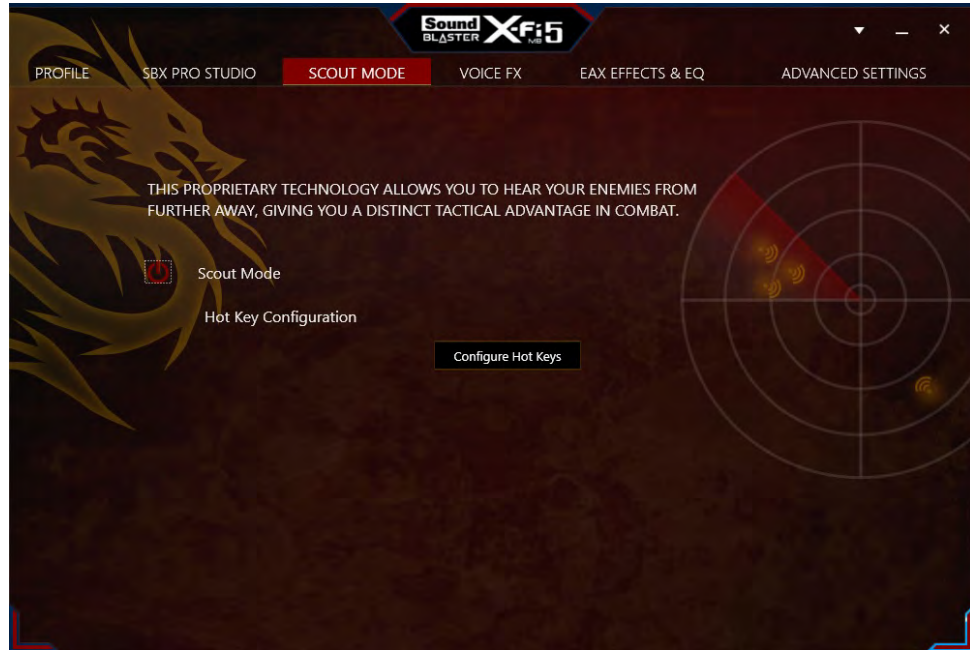 Sound
BLASTER X-Fi MB 5
PROFILE SBX PRO STUDIO SCOUT MODE VOICE FX EAX EFFECTS & EQ ADVANCED SETTINGS
THIS PROPRIETARY TECHNOLOGY ALLOWS YOU TO HEAR YOUR ENEMIES FROM
FURTHER AWAY, GIVING YOU A DISTINCT TACTICAL ADVANTAGE IN COMBAT.
Scout Mode
Hot Key Configuration
Configure Hot Keys